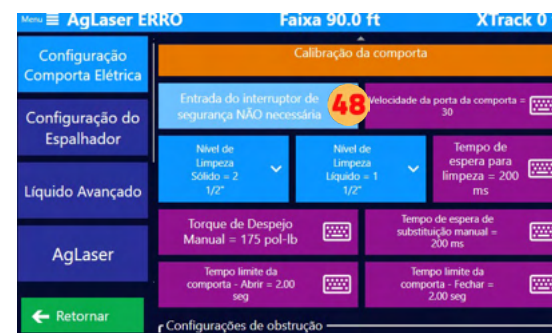 Menu AgLaser ERRO Faixa 90.0 ft XTrack 0
Configuração
Comporta Elétrica
Configuração do
Espalhador
Líquido Avançado
AgLaser
Retornar
Calibração da comporta
Entrada do interruptor de
segurança NÃO necessária
48
Velocidade da porta da comporta =
30
Nível de
Limpeza
Sólido = 2
1/2"
Nível de
Limpeza
Líquido = 1
1/2"
Tempo de
espera para
limpeza = 200
ms
Torque de Despejo
Manual = 175 pol-lb
Tempo de espera de
substituição manual =
200 ms
Tempo limite da
comporta - Abrir = 2.00
seg
Tempo limite da
comporta - Fechar =
2.00 seg
Configurações de obstrução